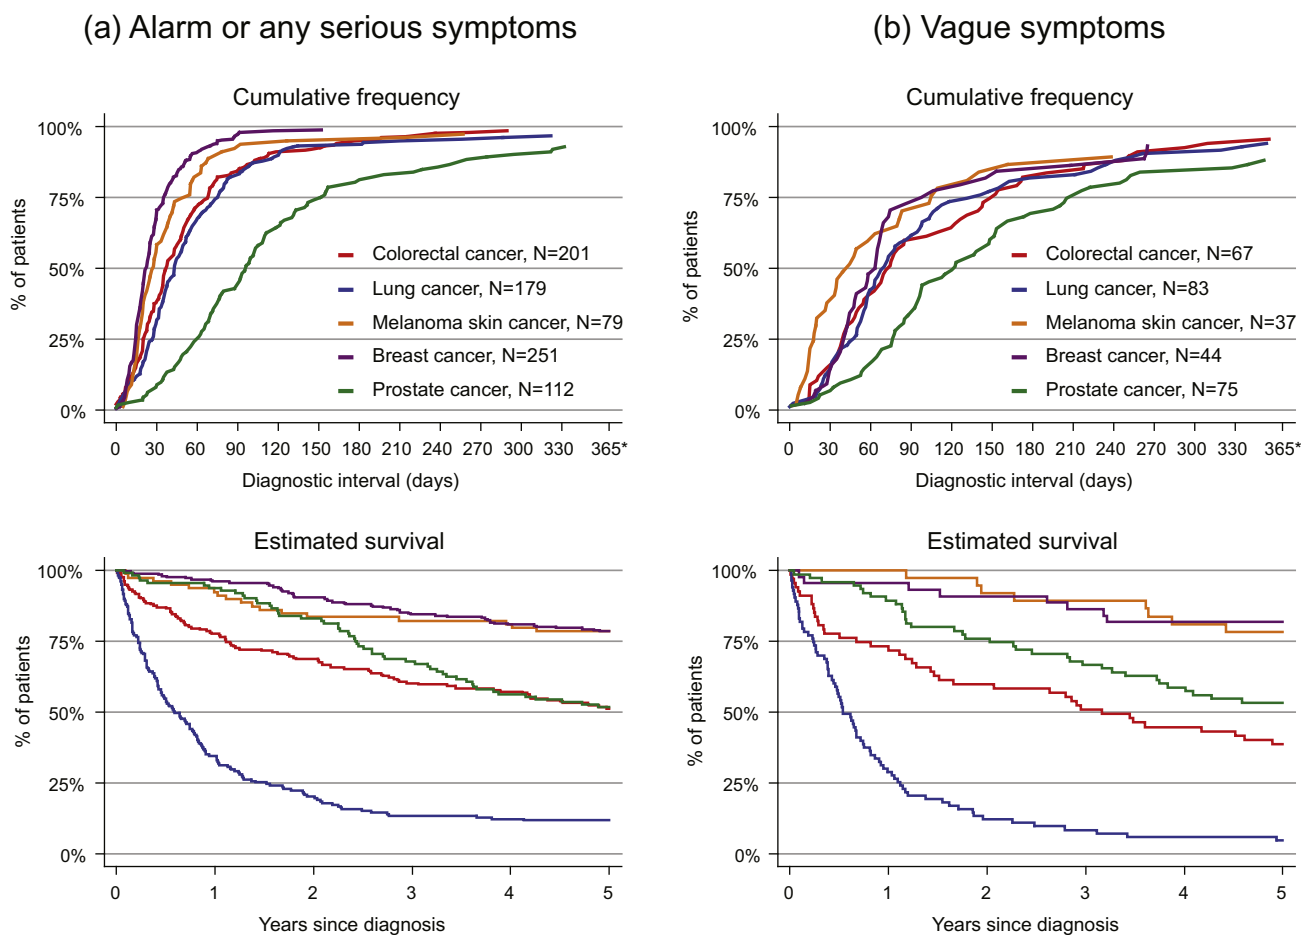 (a) Alarm or any serious symptoms
Cumulative frequency
100%
75%
50%
25%
0%
% of patients
Colorectal cancer, N=201
Lung cancer, N=179
Melanoma skin cancer, N=79
Breast cancer, N=251
Prostate cancer, N=112
0 30 60 90 120 150 180 210 240 270 300 330 365*
Diagnostic interval (days)
Estimated survival
100%
75%
50%
25%
0%
% of patients
0 1 2 3 4 5
Years since diagnosis
(b) Vague symptoms
Cumulative frequency
100%
75%
50%
25%
0%
% of patients
Colorectal cancer, N=67
Lung cancer, N=83
Melanoma skin cancer, N=37
Breast cancer, N=44
Prostate cancer, N=75
0 30 60 90 120 150 180 210 240 270 300 330 365*
Diagnostic interval (days)
Estimated survival
100%
75%
50%
25%
0%
% of patients
0 1 2 3 4 5
Years since diagnosis